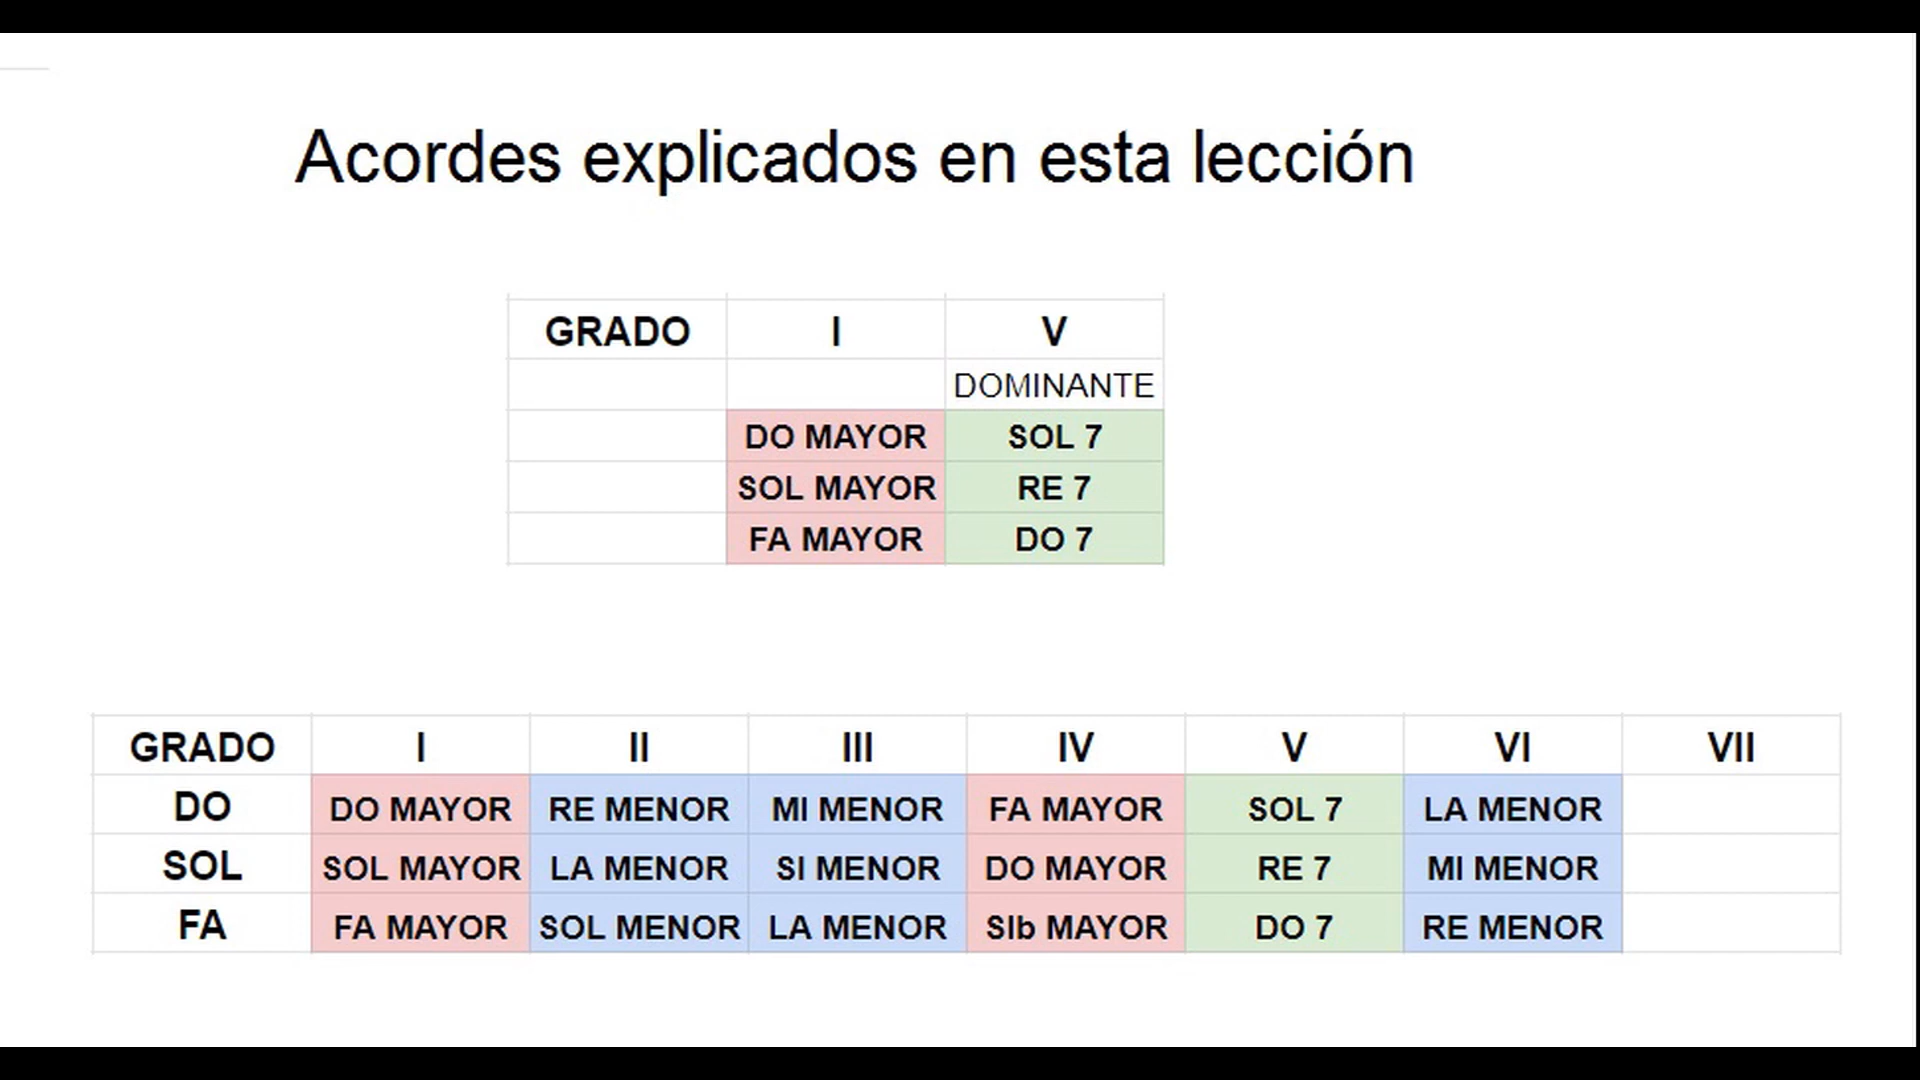 Acordes explicados en esta lección
GRADO I V
DOMINANTE
DO MAYOR SOL 7
SOL MAYOR RE 7
FA MAYOR DO 7
GRADO I II III IV V VI VII
DO DO MAYOR RE MENOR MI MENOR FA MAYOR SOL 7 LA MENOR
SOL SOL MAYOR LA MENOR SI MENOR DO MAYOR RE 7 MI MENOR
FA FA MAYOR SOL MENOR LA MENOR SIb MAYOR DO 7 RE MENOR